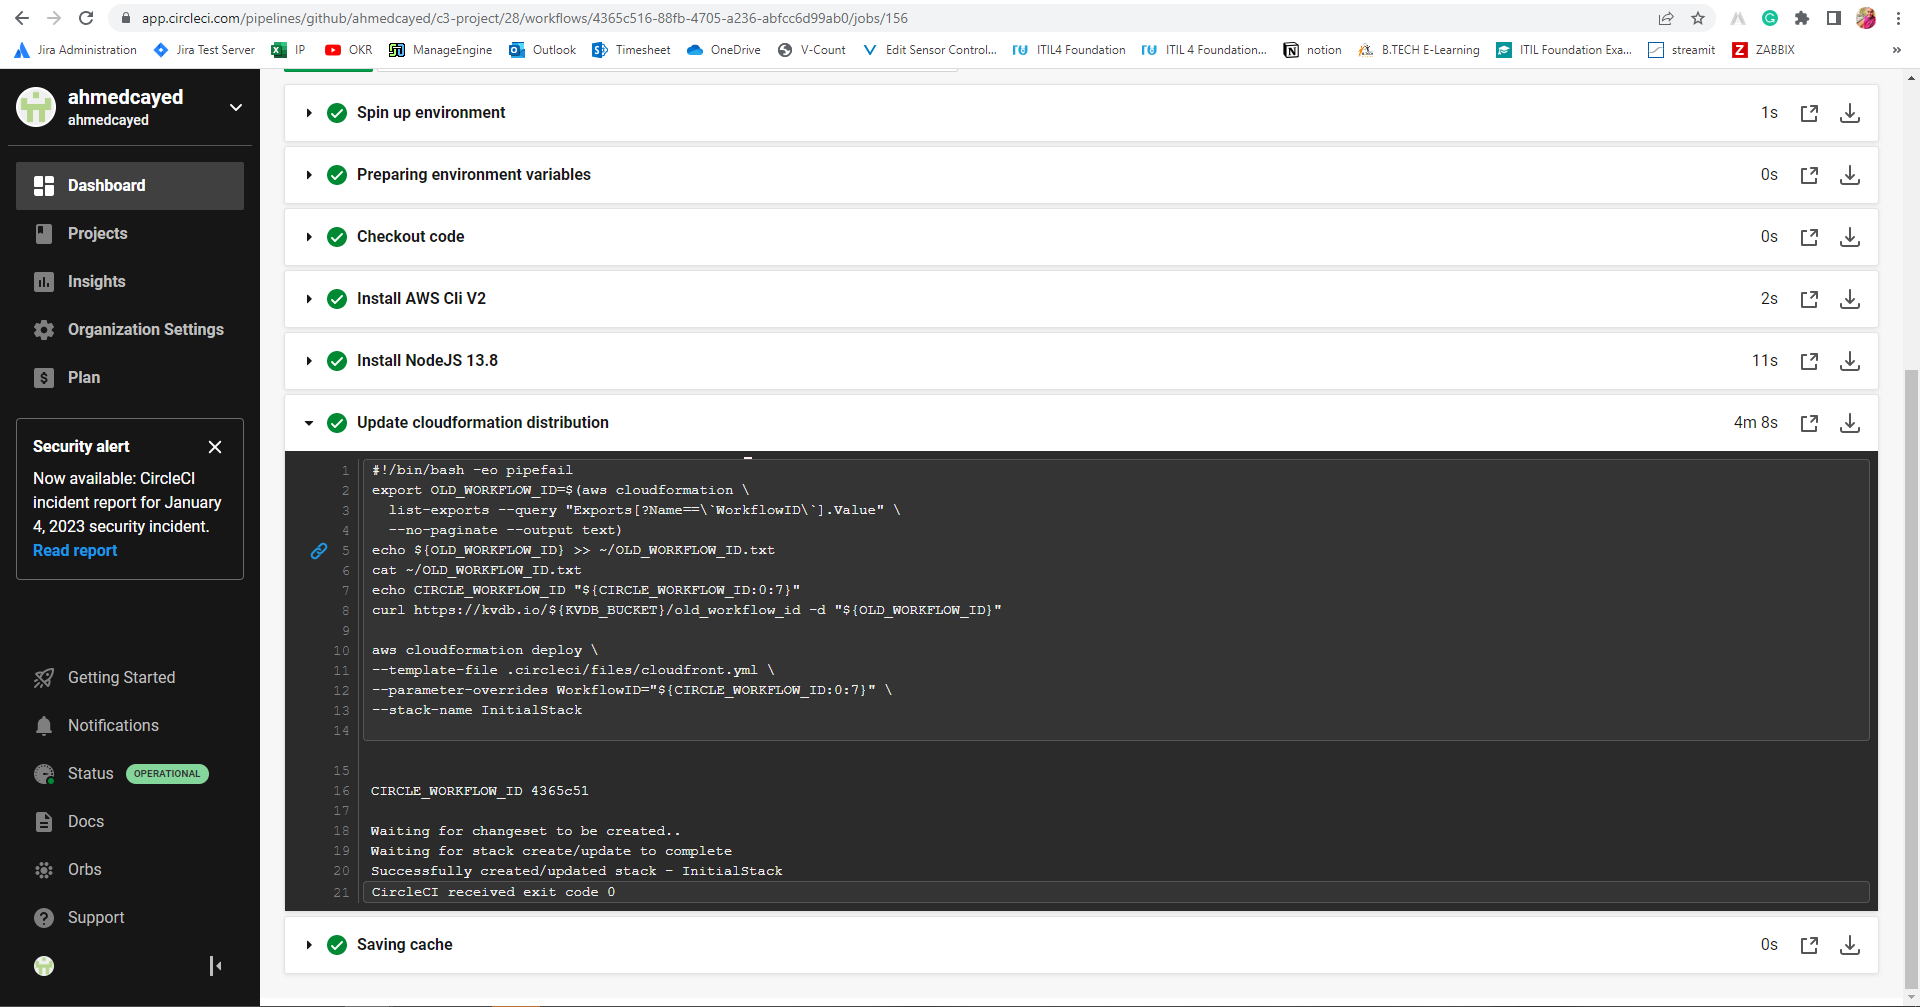 app.circleci.com/pipelines/github/ahmedcayed/c3-project/28/workflows/4365c516-88fb-4705-a236-abfcc6d99ab0/jobs/156
Jira Administration
Jira Test Server
IP
OKR
ManageEngine
Outlook
Timesheet
OneDrive
V-Count
Edit Sensor Control...
ITIL4 Foundation
ITIL 4 Foundation...
notion
B.TECH E-Learning
ITIL Foundation Exa...
streamit
ZABBIX
»
ahmedcayed
ahmedcayed
Dashboard
Projects
Insights
Organization Settings
Plan
Security alert
Now available: CircleCI
incident report for January
4, 2023 security incident.
Read report
Getting Started
Notifications
Status OPERATIONAL
Docs
Orbs
Support
Spin up environment 1s
Preparing environment variables 0s
Checkout code 0s
Install AWS Cli V2 2s
Install NodeJS 13.8 11s
Update cloudformation distribution 4m 8s
1 #!/bin/bash -eo pipefail
2 export OLD_WORKFLOW_ID=$(aws cloudformation \
3 list-exports --query "Exports[?Name==\`WorkflowID\`].Value" \
4 --no-paginate --output text)
5 echo ${OLD_WORKFLOW_ID} >> ~/OLD_WORKFLOW_ID.txt
6 cat ~/OLD_WORKFLOW_ID.txt
7 echo CIRCLE_WORKFLOW_ID "${CIRCLE_WORKFLOW_ID:0:7}"
8 curl https://kvdb.io/${KVDB_BUCKET}/old_workflow_id -d "${OLD_WORKFLOW_ID}"
9
10 aws cloudformation deploy \
11 --template-file .circleci/files/cloudfront.yml \
12 --parameter-overrides WorkflowID="${CIRCLE_WORKFLOW_ID:0:7}" \
13 --stack-name InitialStack
14
15
16 CIRCLE_WORKFLOW_ID 4365c51
17
18 Waiting for changeset to be created..
19 Waiting for stack create/update to complete
20 Successfully created/updated stack - InitialStack
21 CircleCI received exit code 0
Saving cache 0s